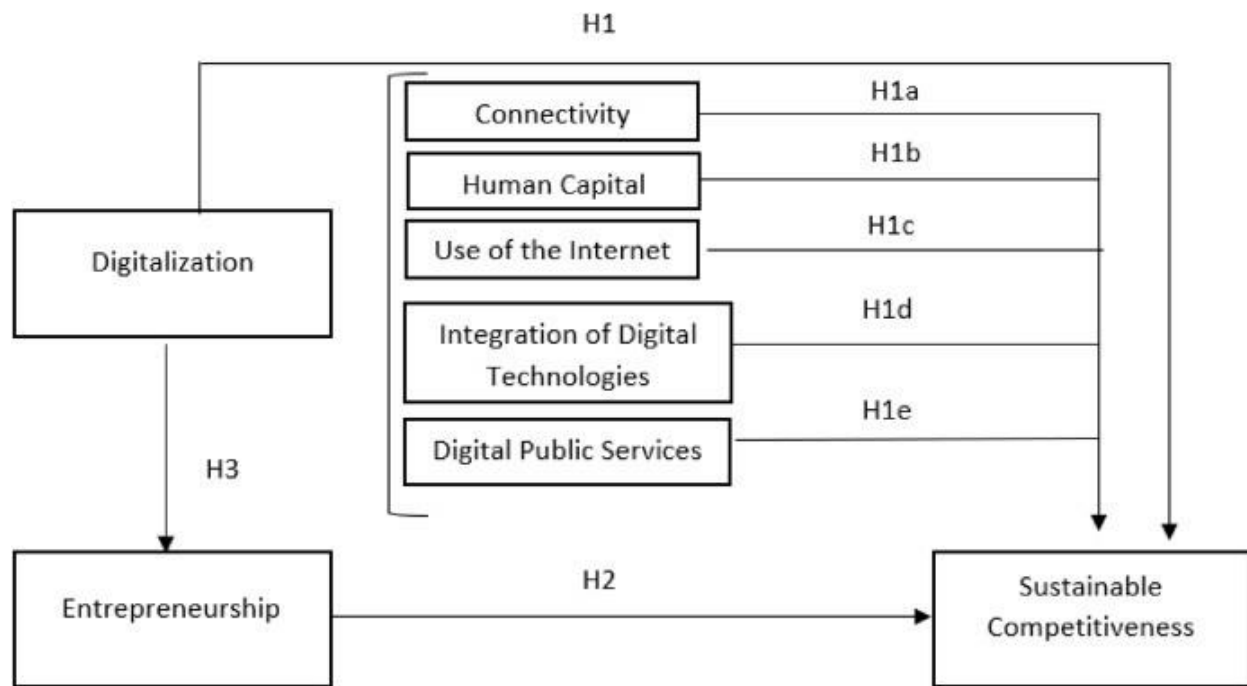 H1
Connectivity
H1a
Human Capital
H1b
Use of the Internet
H1c
Digitalization
Integration of Digital
Technologies
H1d
Digital Public Services
H1e
H3
Entrepreneurship
H2
Sustainable
Competitiveness